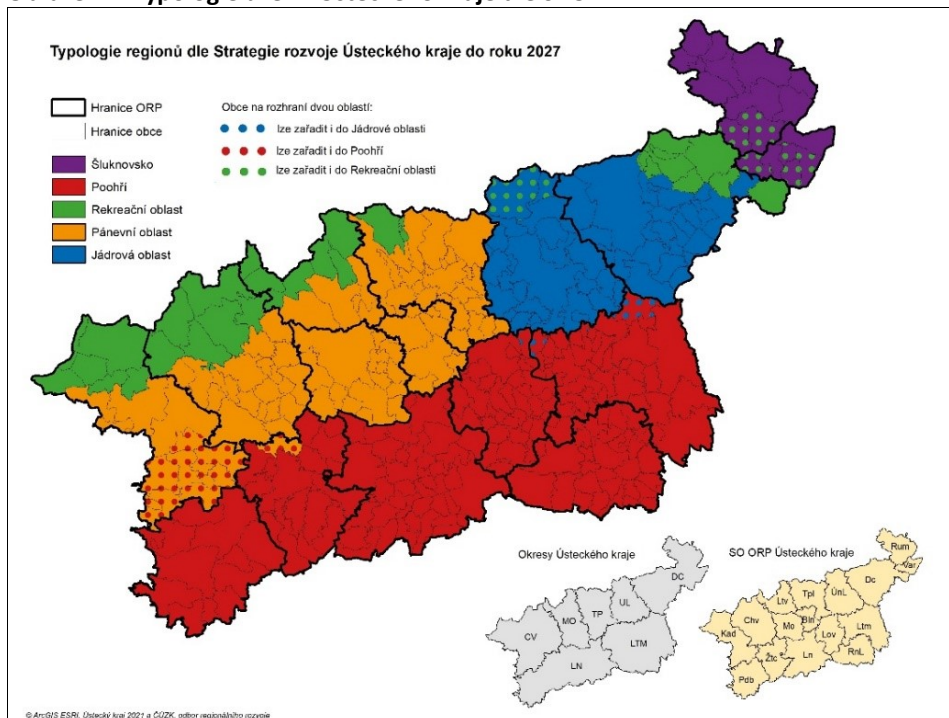 Typologie regionů dle Strategie rozvoje Ústeckého kraje do roku 2027
Hranice ORP
Hranice obce
Šluknovsko
Poohří
Rekreační oblast
Pánevní oblast
Jádrová oblast
Obce na rozhraní dvou oblastí:
lze zařadit i do Jádrové oblasti
lze zařadit i do Poohří
lze zařadit i do Rekreační oblasti
Okresy Ústeckého kraje
DC
UL
TP
MO
CV
LTM
LN
SO ORP Ústeckého kraje
Rum
Var
Dc
ÚnL
Tpl
Ltv
Bln
Mo
Chv
Kad
Ltm
Lov
RnL
Ln
Žtc
Pdb
© ArcGIS ESRI, Ústecký kraj 2021 a ČÚZK, odbor regionálního rozvoje